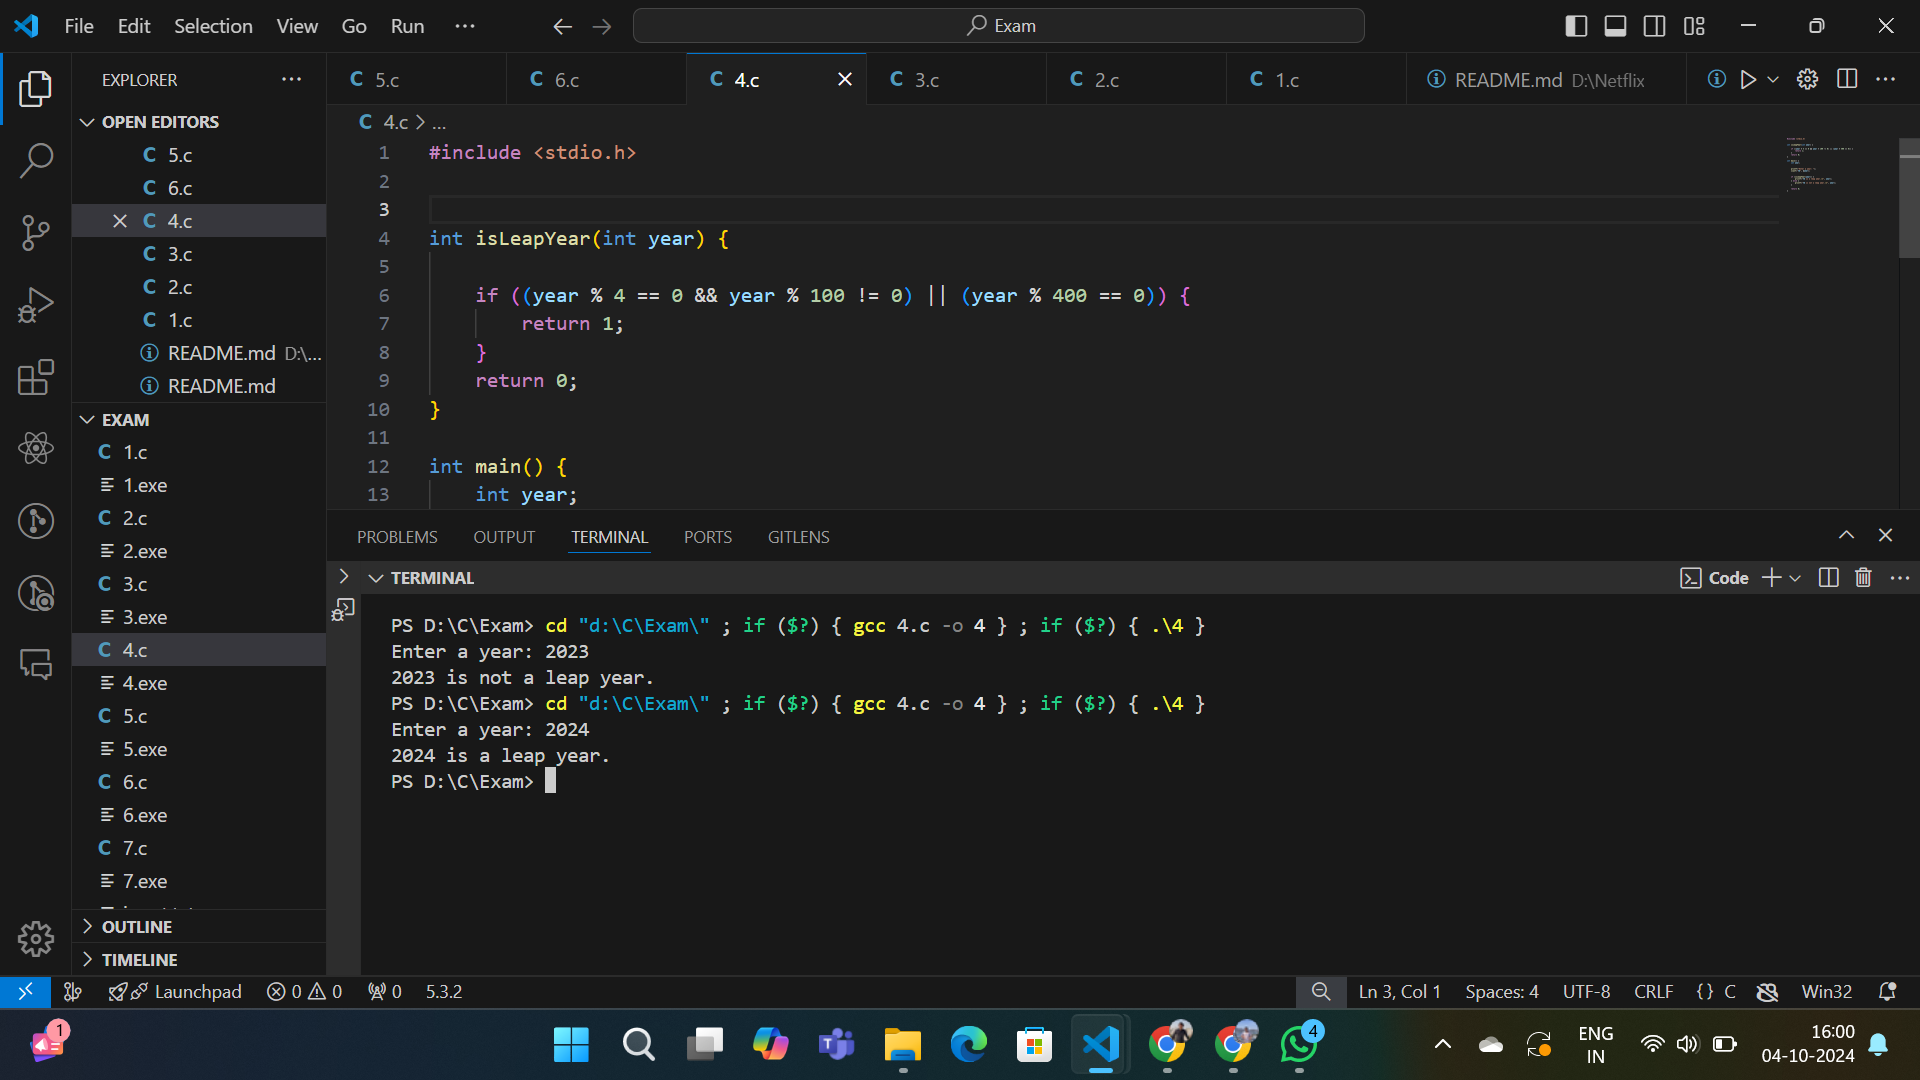 File Edit Selection View Go Run ··· Exam
EXPLORER ···
OPEN EDITORS
C 5.c
C 6.c
C 4.c
C 3.c
C 2.c
C 1.c
README.md D:\...
README.md
EXAM
C 1.c
1.exe
C 2.c
2.exe
C 3.c
3.exe
C 4.c
4.exe
C 5.c
5.exe
C 6.c
6.exe
C 7.c
7.exe
OUTLINE
TIMELINE
C 5.c C 6.c C 4.c C 3.c C 2.c C 1.c README.md D:\Netflix
C 4.c > ...
1 #include <stdio.h>
2
3
4 int isLeapYear(int year) {
5
6 if ((year % 4 == 0 && year % 100 != 0) || (year % 400 == 0)) {
7 return 1;
8 }
9 return 0;
10 }
11
12 int main() {
13 int year;
PROBLEMS OUTPUT TERMINAL PORTS GITLENS
TERMINAL Code
PS D:\C\Exam> cd "d:\C\Exam\" ; if ($?) { gcc 4.c -o 4 } ; if ($?) { .\4 }
Enter a year: 2023
2023 is not a leap year.
PS D:\C\Exam> cd "d:\C\Exam\" ; if ($?) { gcc 4.c -o 4 } ; if ($?) { .\4 }
Enter a year: 2024
2024 is a leap year.
PS D:\C\Exam>
Launchpad 0 0 0 5.3.2 Ln 3, Col 1 Spaces: 4 UTF-8 CRLF {} C Win32
1 4 ENG IN 16:00
04-10-2024